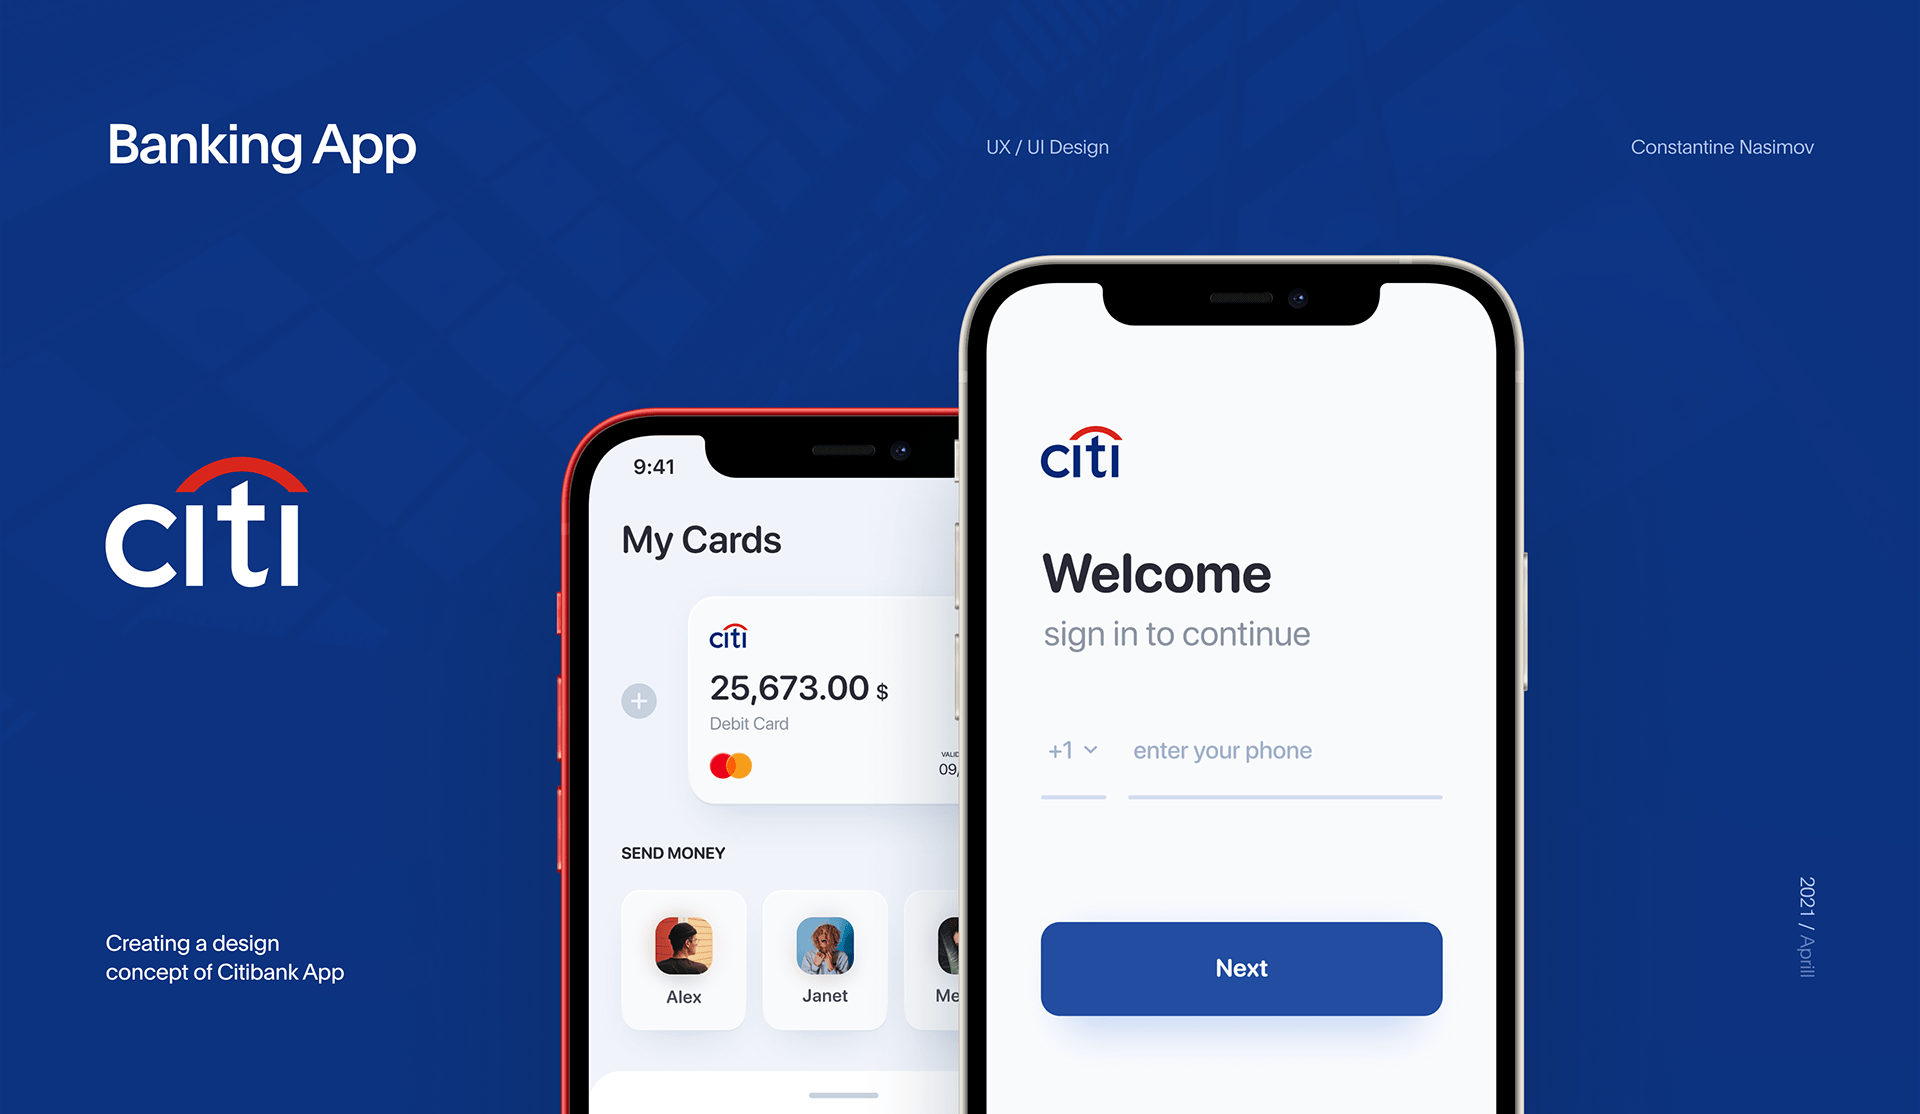 Banking App
UX / UI Design
Constantine Nasimov
citi
Creating a design
concept of Citibank App
9:41
My Cards
citi
25,673.00 $
Debit Card
VALID
09/
SEND MONEY
Alex
Janet
Me
citi
Welcome
sign in to continue
+1
enter your phone
Next
2021 / Aprill